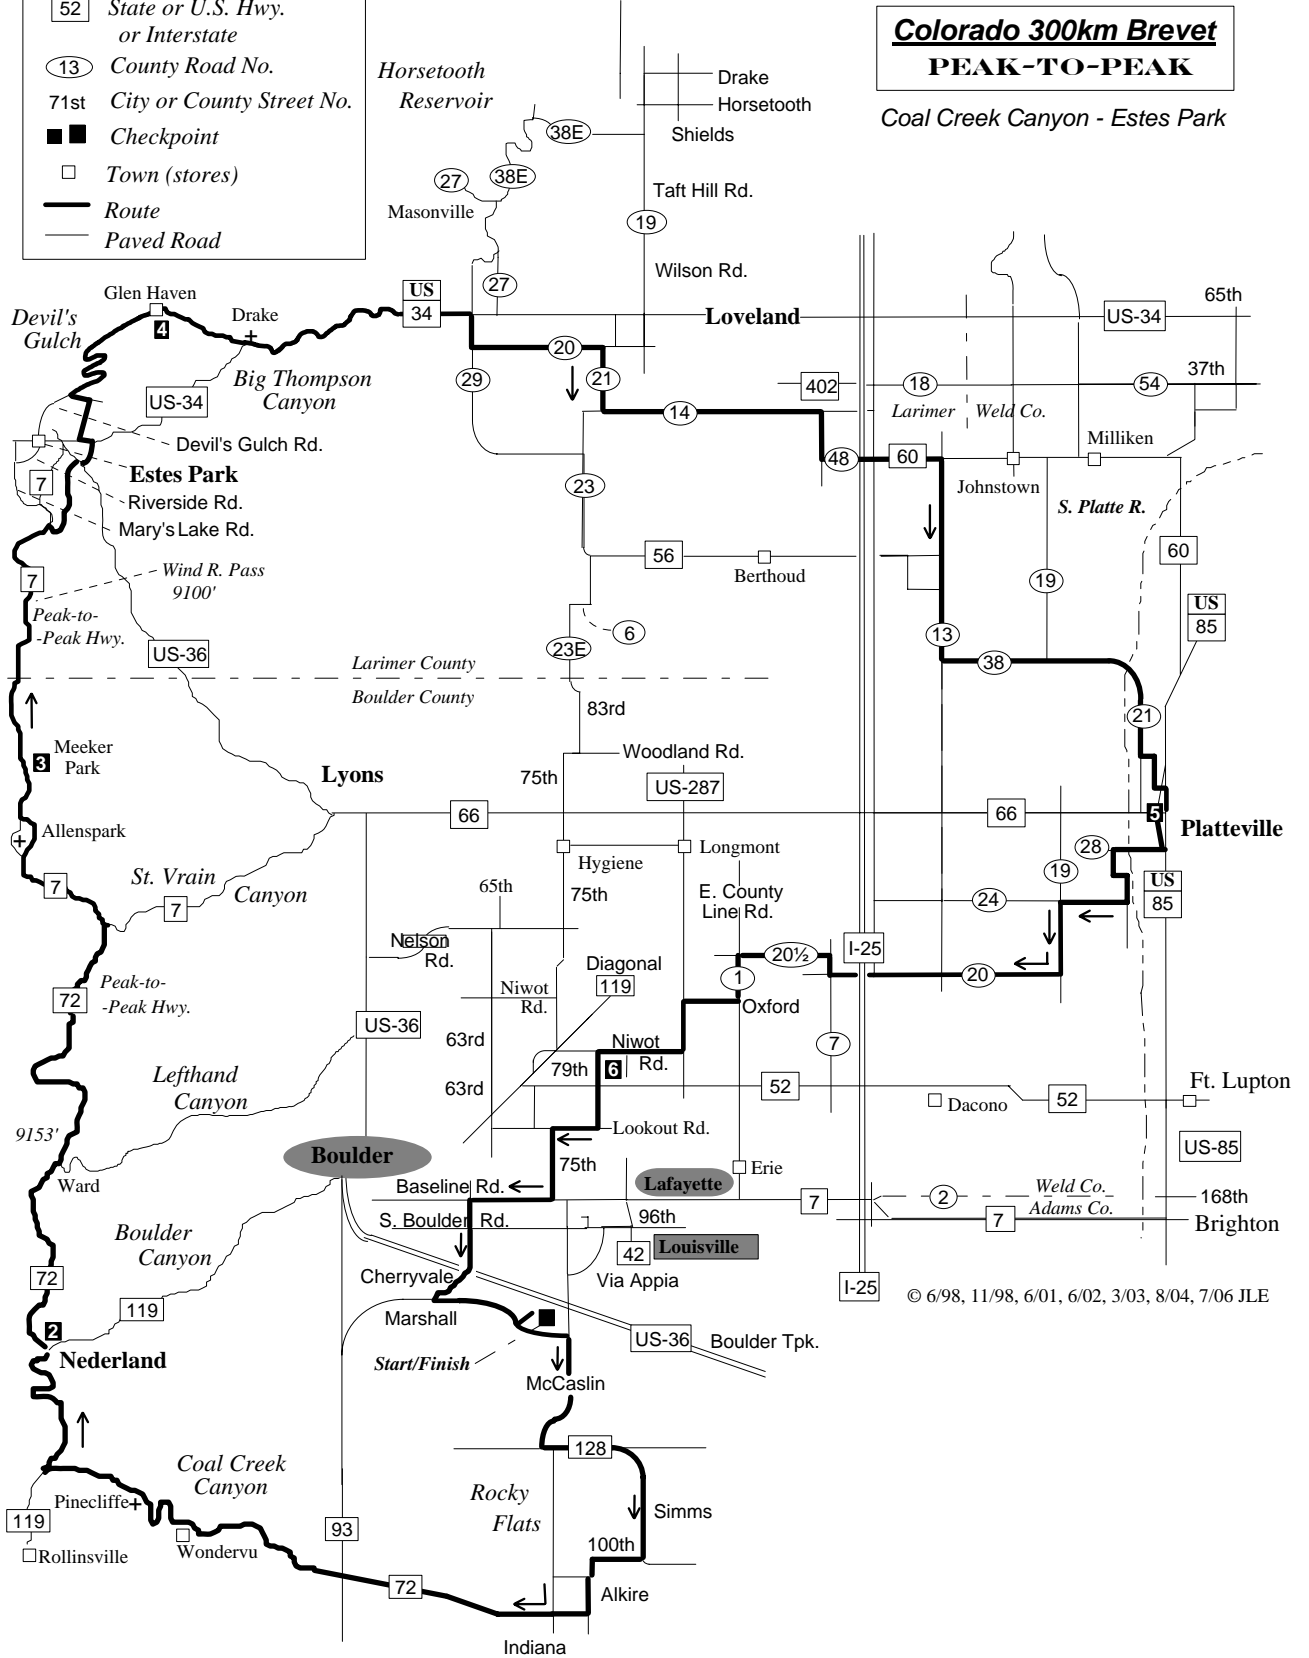 52 State or U.S. Hwy.
or Interstate
13 County Road No.
71st City or County Street No.
Checkpoint
Town (stores)
Route
Paved Road
Colorado 300km Brevet
PEAK-TO-PEAK
Coal Creek Canyon - Estes Park
Horsetooth
Reservoir
Drake
Horsetooth
38E
Shields
27
38E
Masonville
Taft Hill Rd.
19
27
Wilson Rd.
Glen Haven
Devil's
Gulch
4
Drake
US
34
Loveland
US-34
65th
20
29
21
Big Thompson
Canyon
US-34
14
402
18
54
37th
Larimer
Weld Co.
Devil's Gulch Rd.
Estes Park
7
Riverside Rd.
Mary's Lake Rd.
48
60
Milliken
Johnstown
23
S. Platte R.
56
Berthoud
60
7
Wind R. Pass
9100'
19
US
85
Peak-to-
-Peak Hwy.
6
13
23E
US-36
Larimer County
Boulder County
38
83rd
21
3
Meeker
Park
Woodland Rd.
75th
Lyons
US-287
66
66
5
Platteville
Allenspark
Hygiene
Longmont
28
7
St. Vrain
Canyon
7
65th
75th
E. County
Line Rd.
19
US
85
24
Nelson
Rd.
Diagonal
119
20½
I-25
1
20
Peak-to-
-Peak Hwy.
72
Niwot
Rd.
Oxford
US-36
63rd
Niwot
Rd.
7
79th
6
63rd
52
52
Ft. Lupton
Dacono
Lefthand
Canyon
9153'
Lookout Rd.
Boulder
US-85
75th
Erie
Ward
Baseline Rd.
Lafayette
7
2
Weld Co.
Adams Co.
168th
S. Boulder Rd.
96th
7
Brighton
Boulder
Canyon
42
Louisville
Cherryvale
Via Appia
72
119
I-25
© 6/98, 11/98, 6/01, 6/02, 3/03, 8/04, 7/06 JLE
2
Marshall
US-36
Boulder Tpk.
Nederland
Start/Finish
McCaslin
128
Coal Creek
Canyon
Rocky
Flats
Pinecliffe
Simms
119
93
100th
Wondervu
Rollinsville
72
Alkire
Indiana